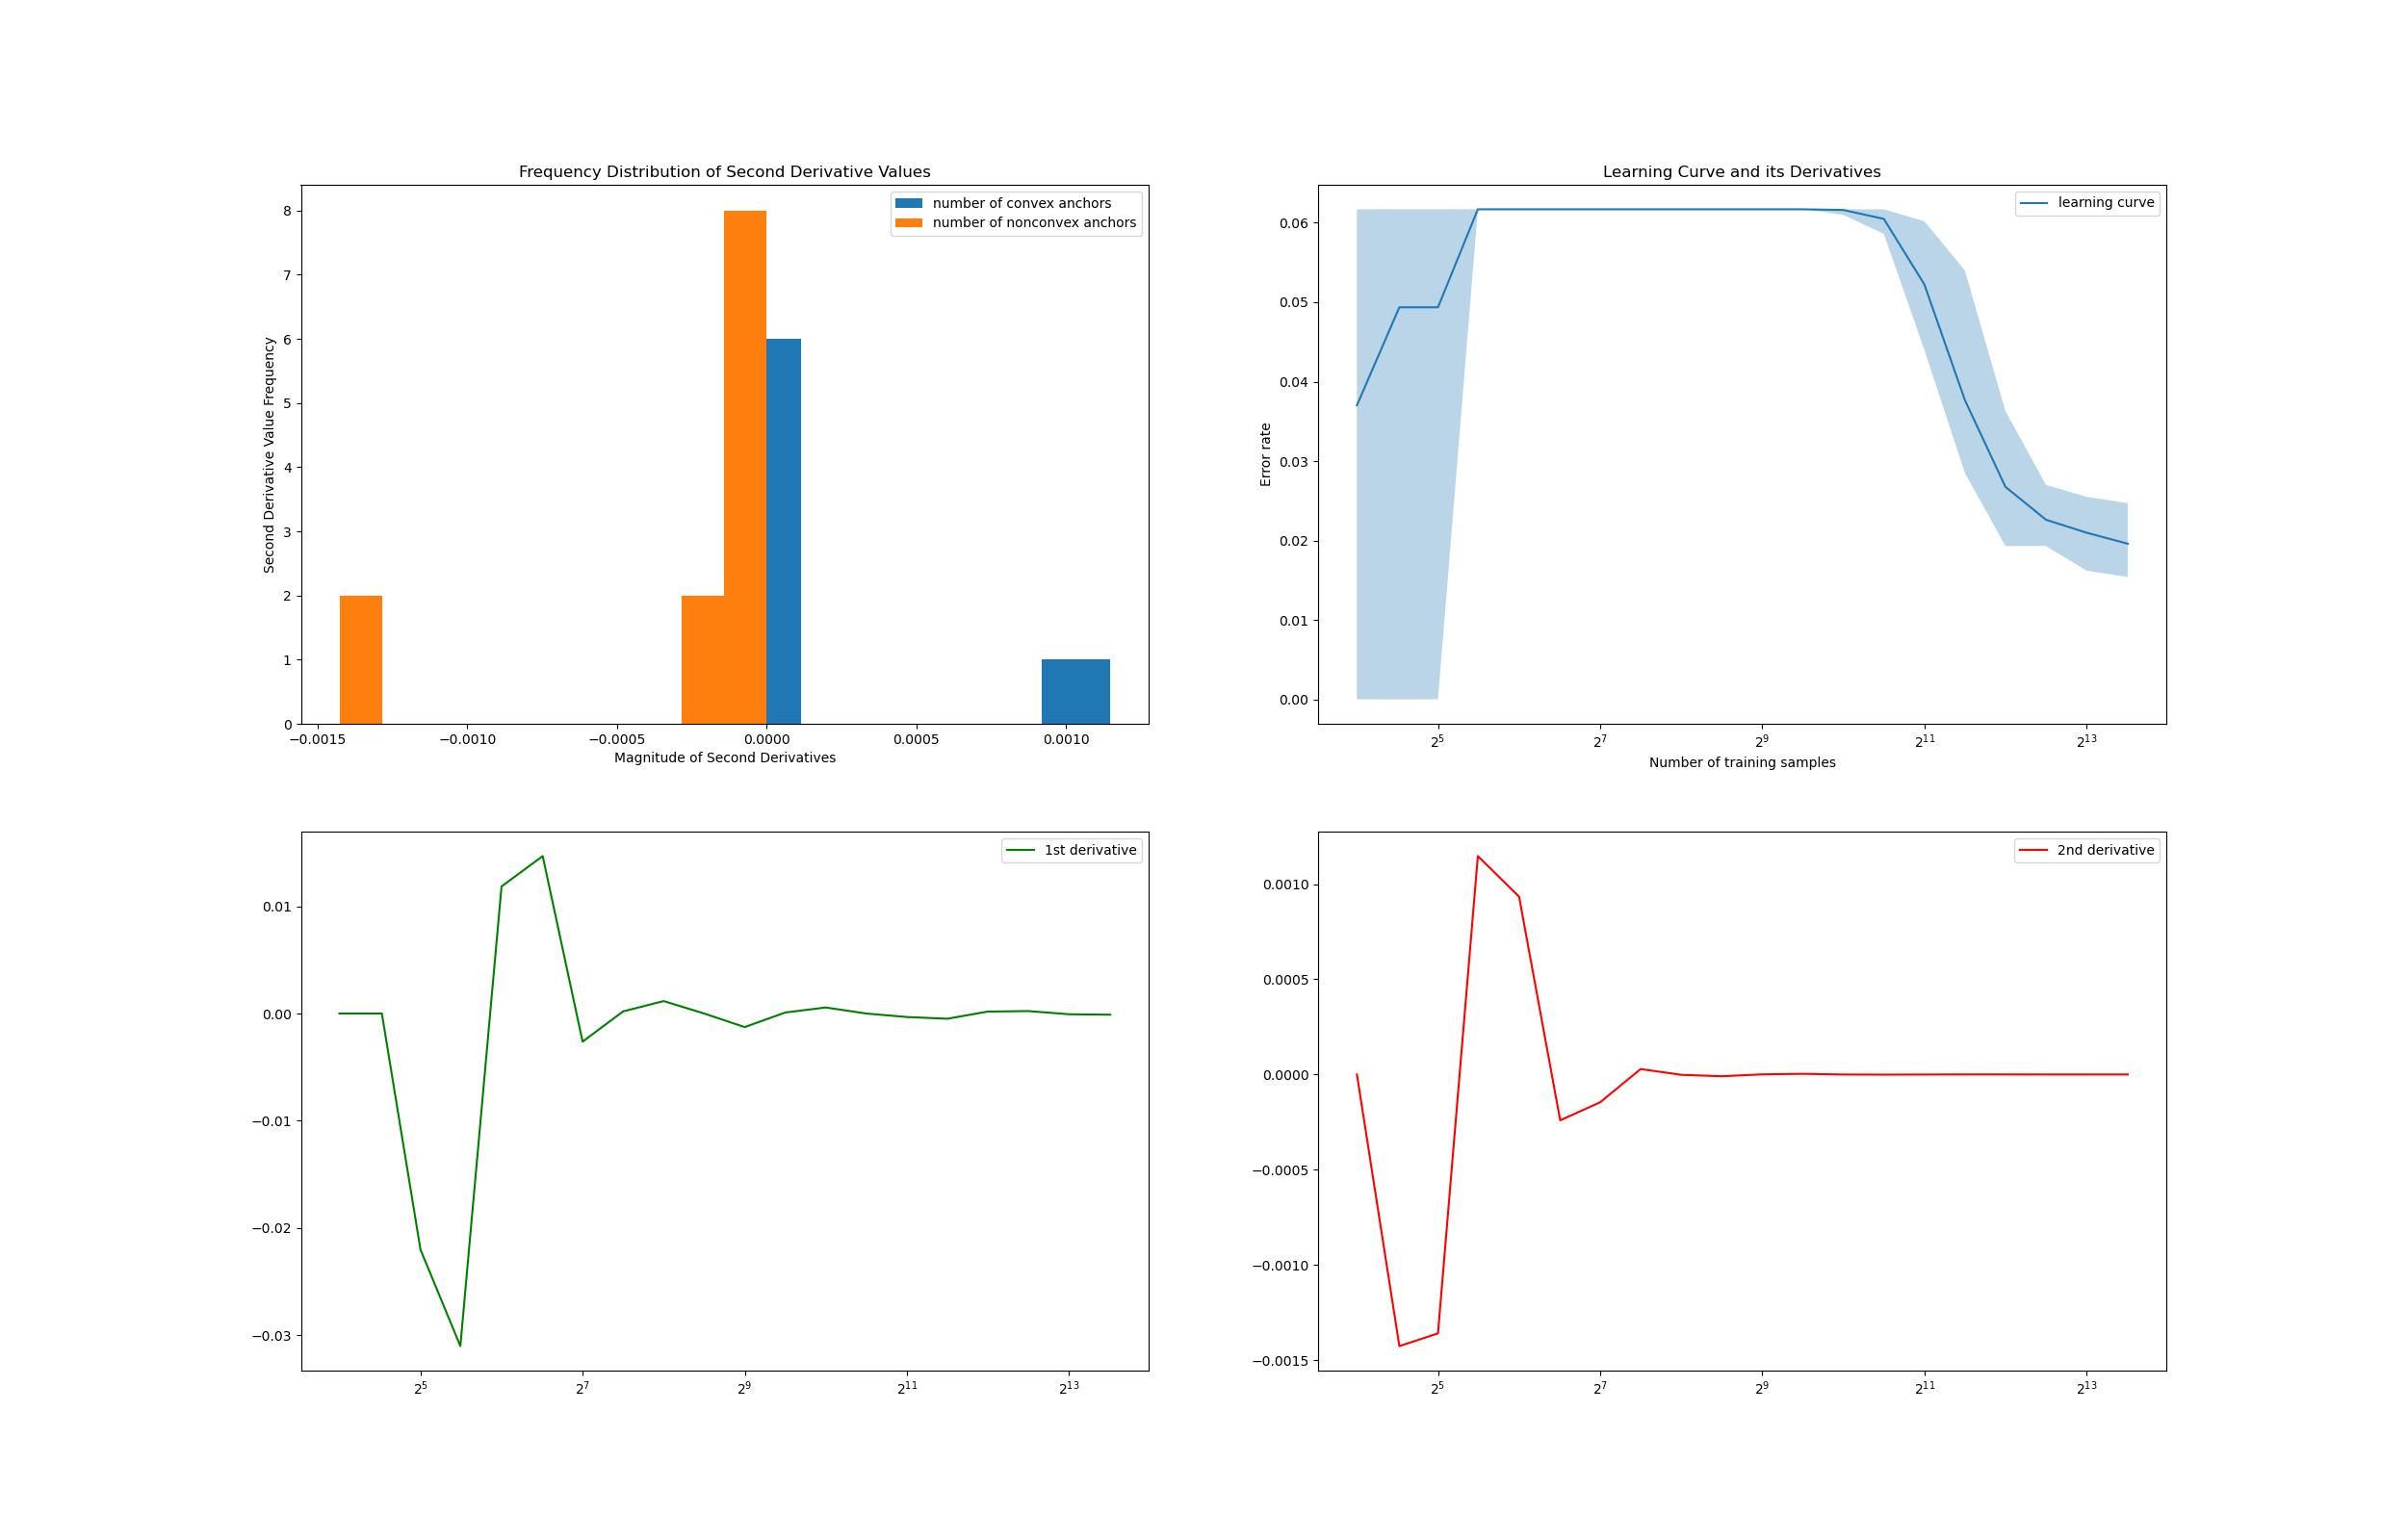 Frequency Distribution of Second Derivative Values
number of convex anchors
number of nonconvex anchors
8
7
6
5
4
3
2
1
0
Second Derivative Value Frequency
−0.0015 −0.0010 −0.0005 0.0000 0.0005 0.0010
Magnitude of Second Derivatives
Learning Curve and its Derivatives
learning curve
0.06
0.05
0.04
0.03
0.02
0.01
0.00
Error rate
2^5 2^7 2^9 2^11 2^13
Number of training samples
1st derivative
0.01
0.00
−0.01
−0.02
−0.03
2^5 2^7 2^9 2^11 2^13
2nd derivative
0.0010
0.0005
0.0000
−0.0005
−0.0010
−0.0015
2^5 2^7 2^9 2^11 2^13